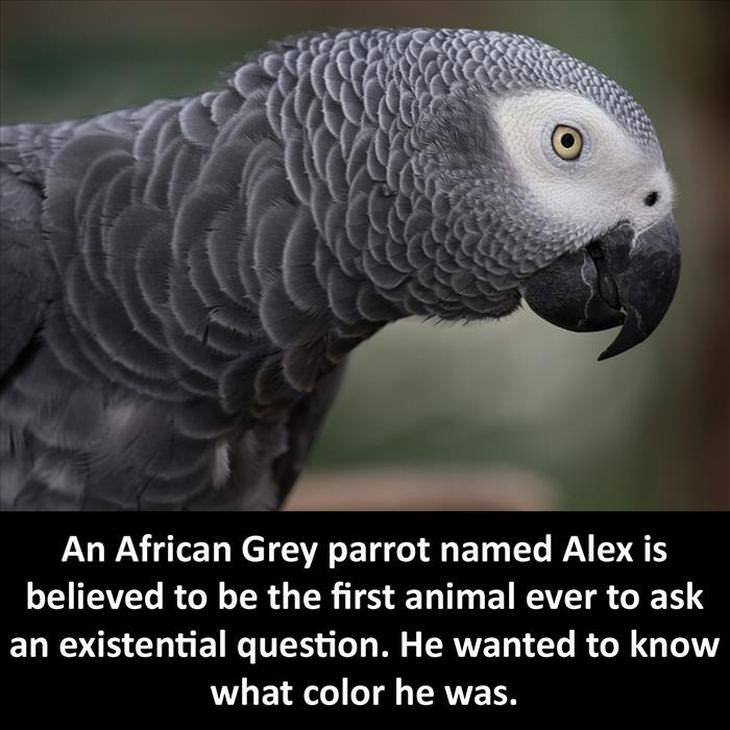 An African Grey parrot named Alex is
believed to be the first animal ever to ask
an existential question. He wanted to know
what color he was.